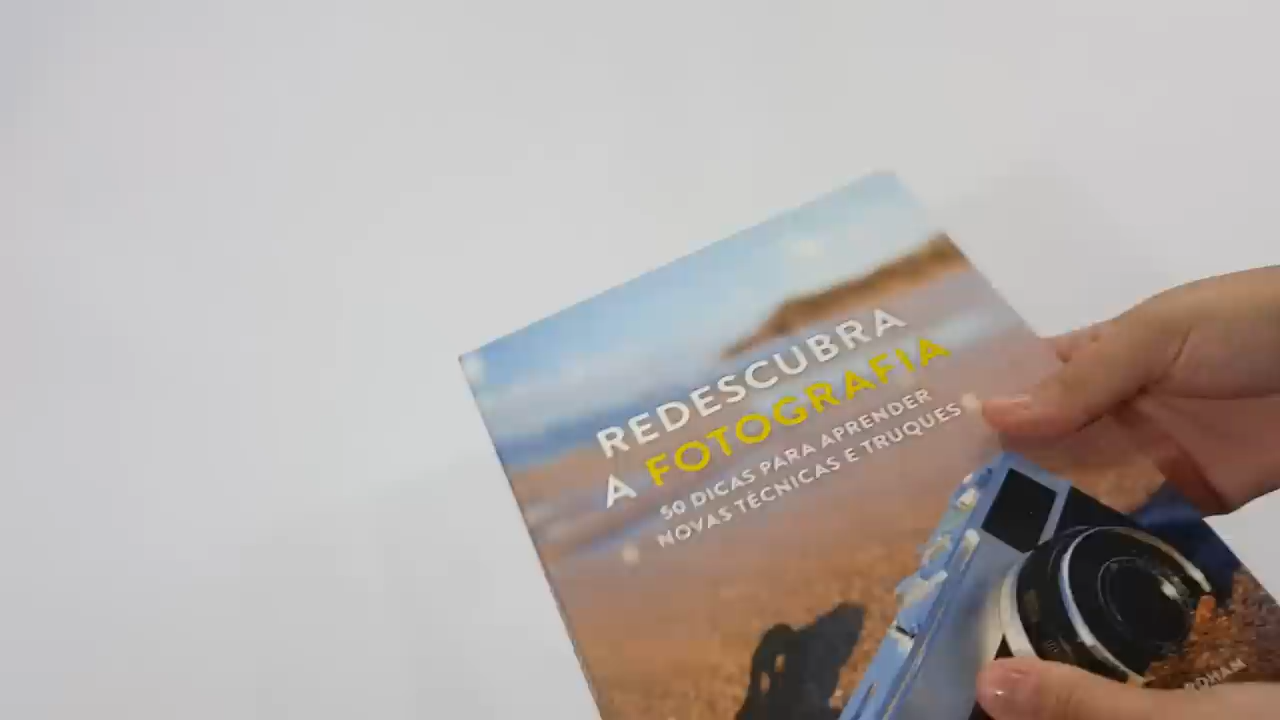 REDESCUBRA
A FOTOGRAFIA
50 DICAS PARA APRENDER
NOVAS TÉCNICAS E TRUQUES